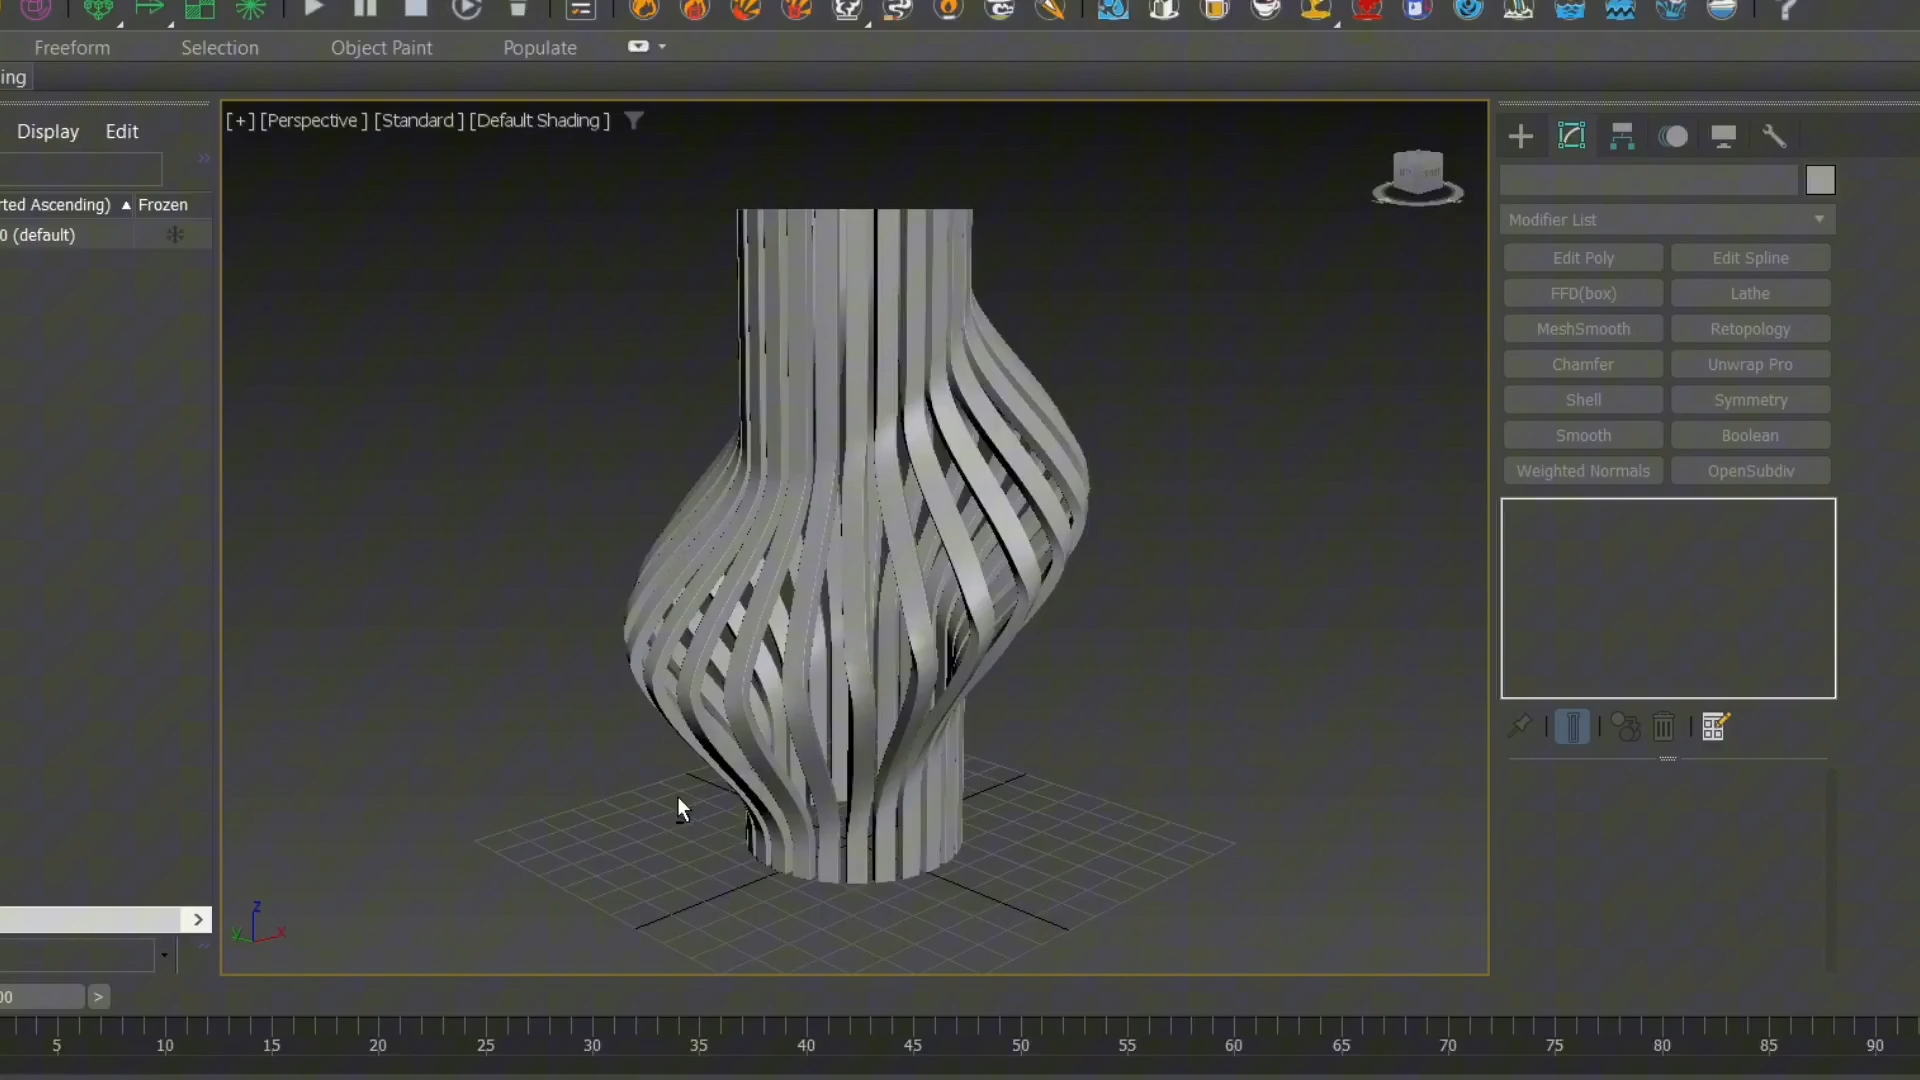 Freeform Selection Object Paint Populate
ing
Display Edit
[+] [Perspective ] [Standard ] [Default Shading ]
rted Ascending) ▲ Frozen
0 (default)
Modifier List
Edit Poly Edit Spline
FFD(box) Lathe
MeshSmooth Retopology
Chamfer Unwrap Pro
Shell Symmetry
Smooth Boolean
Weighted Normals OpenSubdiv
z
y x
00 >
5 10 15 20 25 30 35 40 45 50 55 60 65 70 75 80 85 90